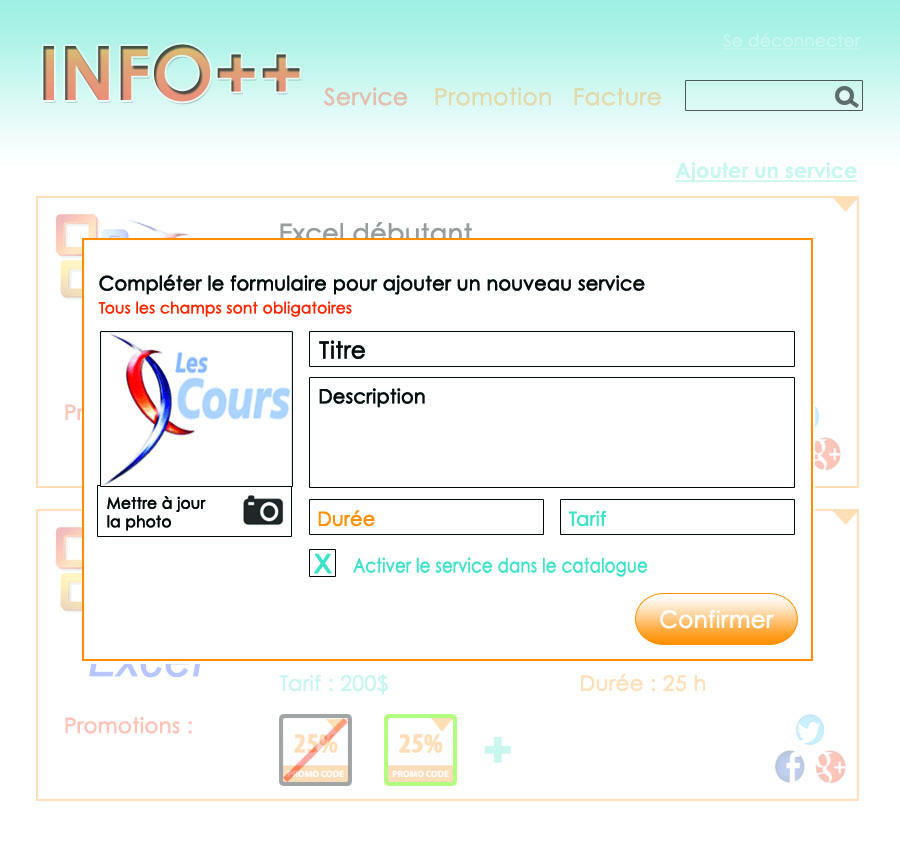 Se déconnecter
INFO++
Service Promotion Facture
Ajouter un service
Excel débutant
Compléter le formulaire pour ajouter un nouveau service
Tous les champs sont obligatoires
Les
Cours
Titre
Description
Mettre à jour
la photo
Durée
Tarif
X
Activer le service dans le catalogue
Confirmer
Excel
Tarif : 200$
Durée : 25 h
Promotions :
25%
PROMO CODE
25%
PROMO CODE